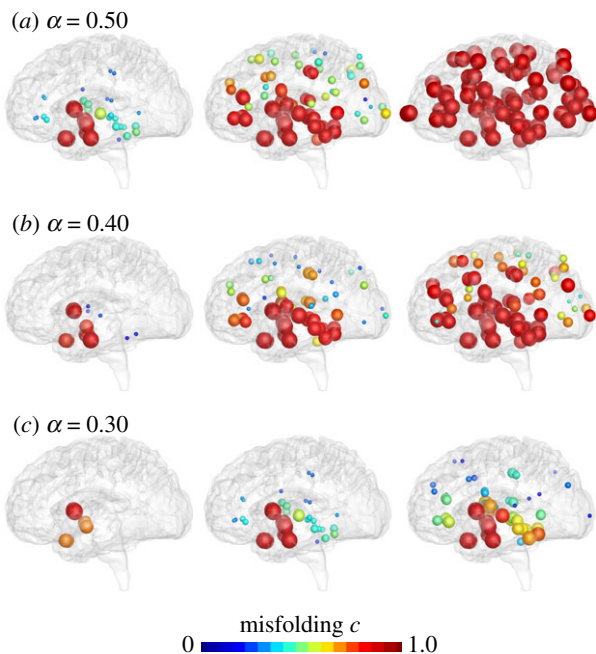 (a) α = 0.50
(b) α = 0.40
(c) α = 0.30
misfolding c
0 1.0